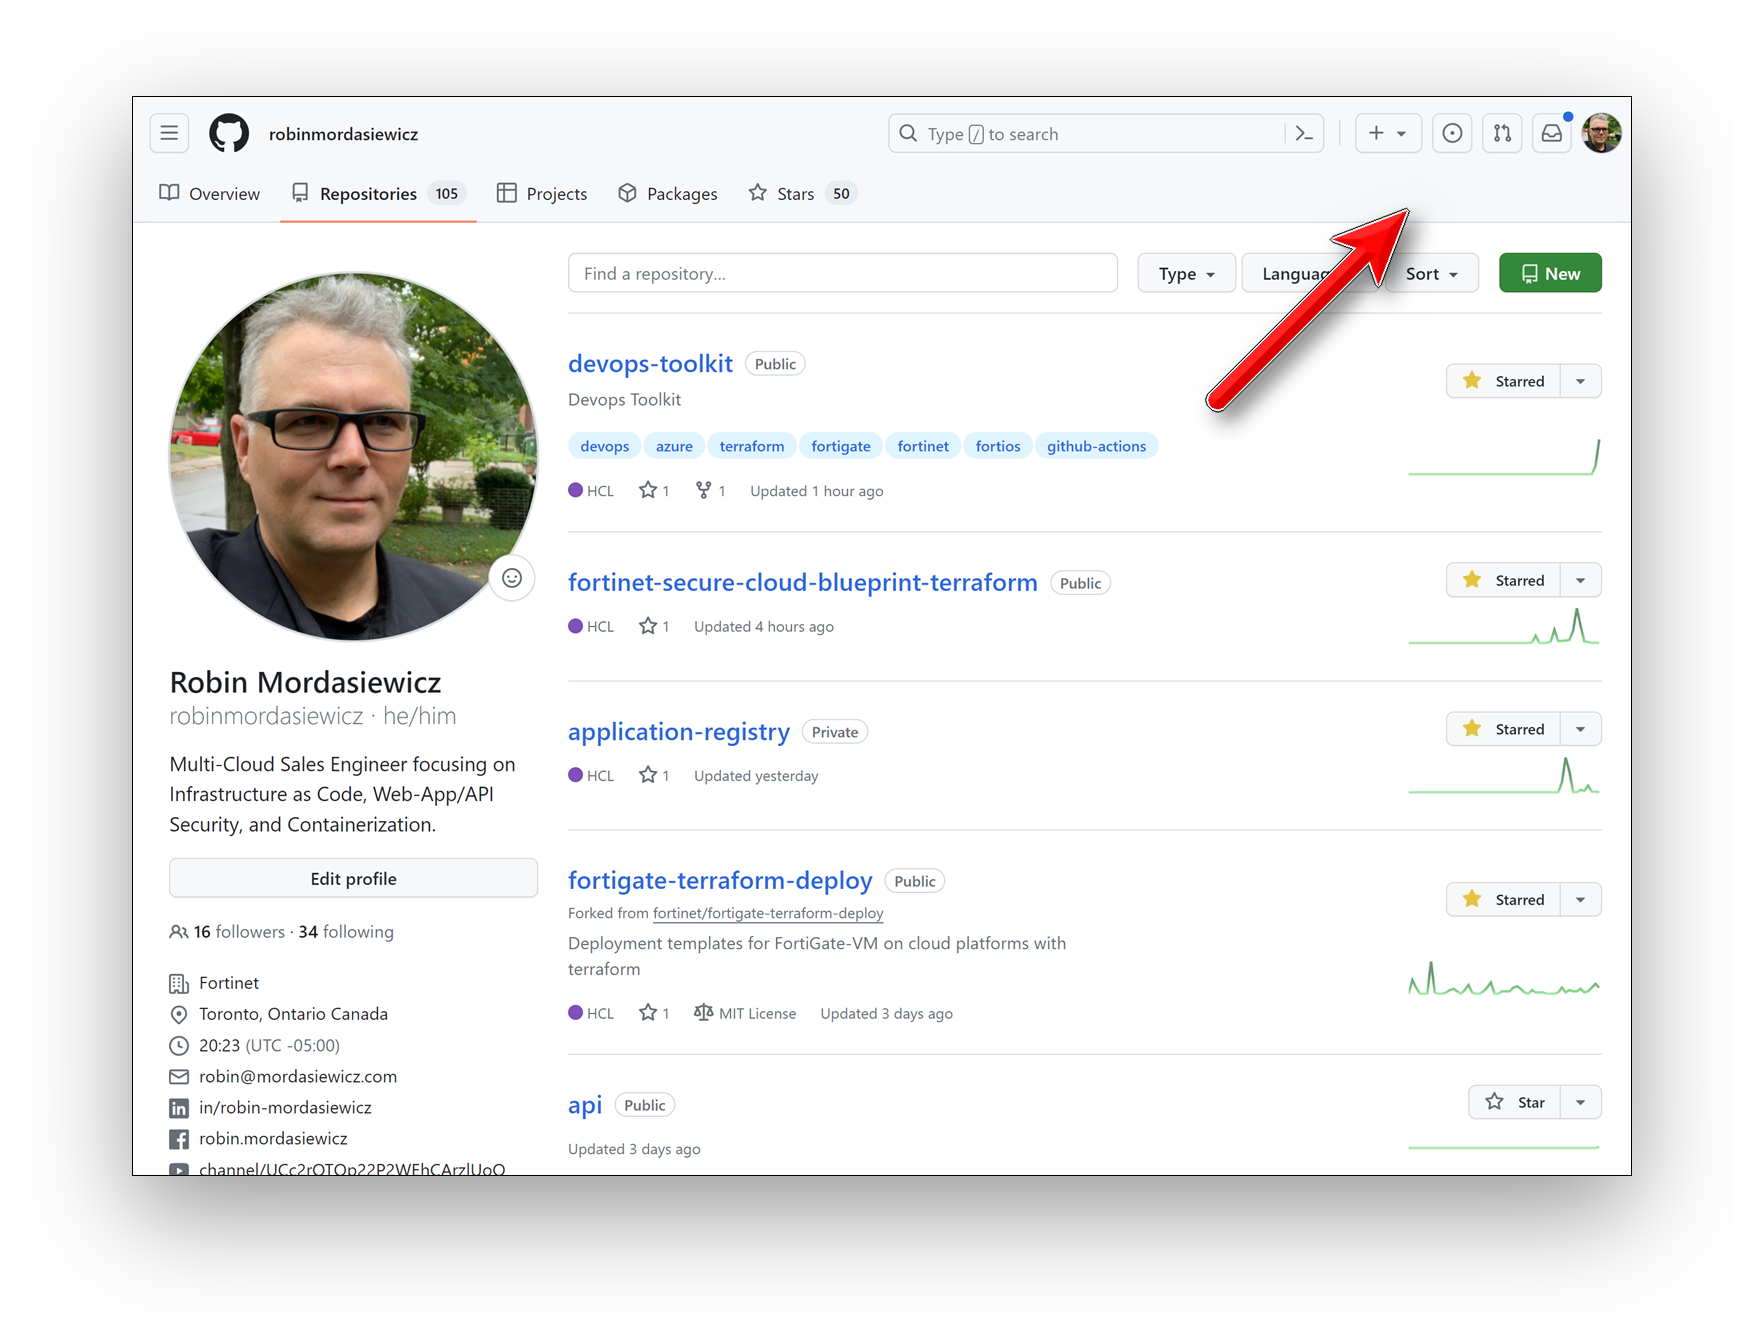 robinmordasiewicz
Type / to search
Overview
Repositories 105
Projects
Packages
Stars 50
Find a repository...
Type
Sort
New
devops-toolkit Public
Starred
Devops Toolkit
devops azure terraform fortigate fortinet fortios github-actions
HCL 1 1 Updated 1 hour ago
fortinet-secure-cloud-blueprint-terraform Public
Starred
HCL 1 Updated 4 hours ago
application-registry Private
Starred
HCL 1 Updated yesterday
fortigate-terraform-deploy Public
Starred
Forked from fortinet/fortigate-terraform-deploy
Deployment templates for FortiGate-VM on cloud platforms with
terraform
HCL 1 MIT License Updated 3 days ago
api Public
Star
Updated 3 days ago
Robin Mordasiewicz
robinmordasiewicz · he/him
Multi-Cloud Sales Engineer focusing on
Infrastructure as Code, Web-App/API
Security, and Containerization.
Edit profile
16 followers · 34 following
Fortinet
Toronto, Ontario Canada
20:23 (UTC -05:00)
robin@mordasiewicz.com
in/robin-mordasiewicz
robin.mordasiewicz